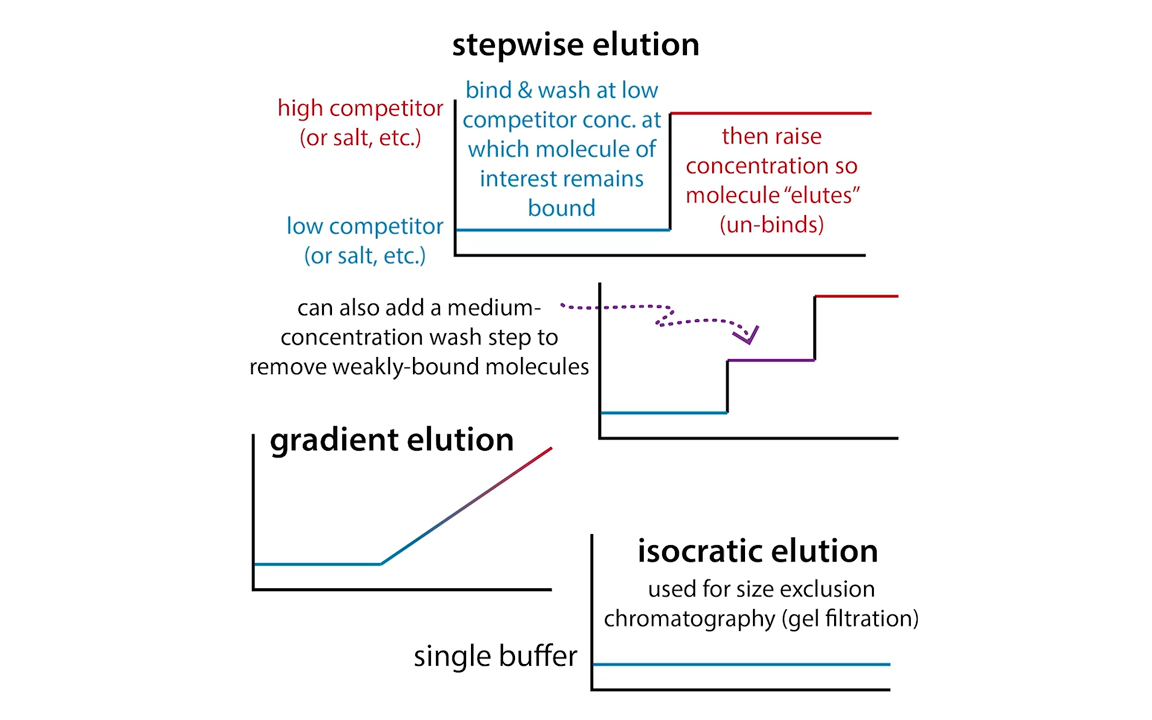 stepwise elution
high competitor
(or salt, etc.)
bind & wash at low
competitor conc. at
which molecule of
interest remains
bound
then raise
concentration so
molecule “elutes”
(un-binds)
low competitor
(or salt, etc.)
can also add a medium-
concentration wash step to
remove weakly-bound molecules
gradient elution
isocratic elution
used for size exclusion
chromatography (gel filtration)
single buffer